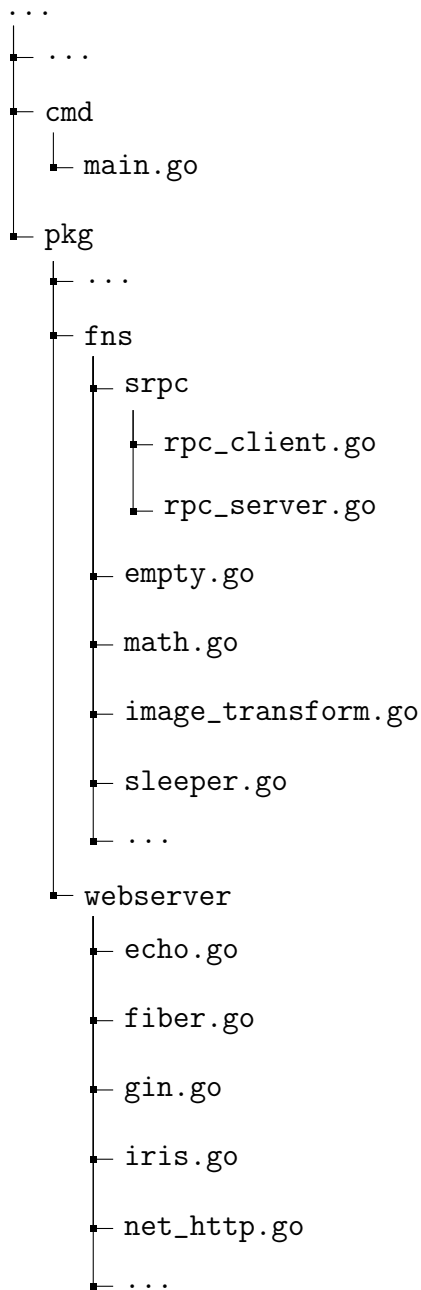 ...
...
cmd
main.go
pkg
...
fns
srpc
rpc_client.go
rpc_server.go
empty.go
math.go
image_transform.go
sleeper.go
...
webserver
echo.go
fiber.go
gin.go
iris.go
net_http.go
...